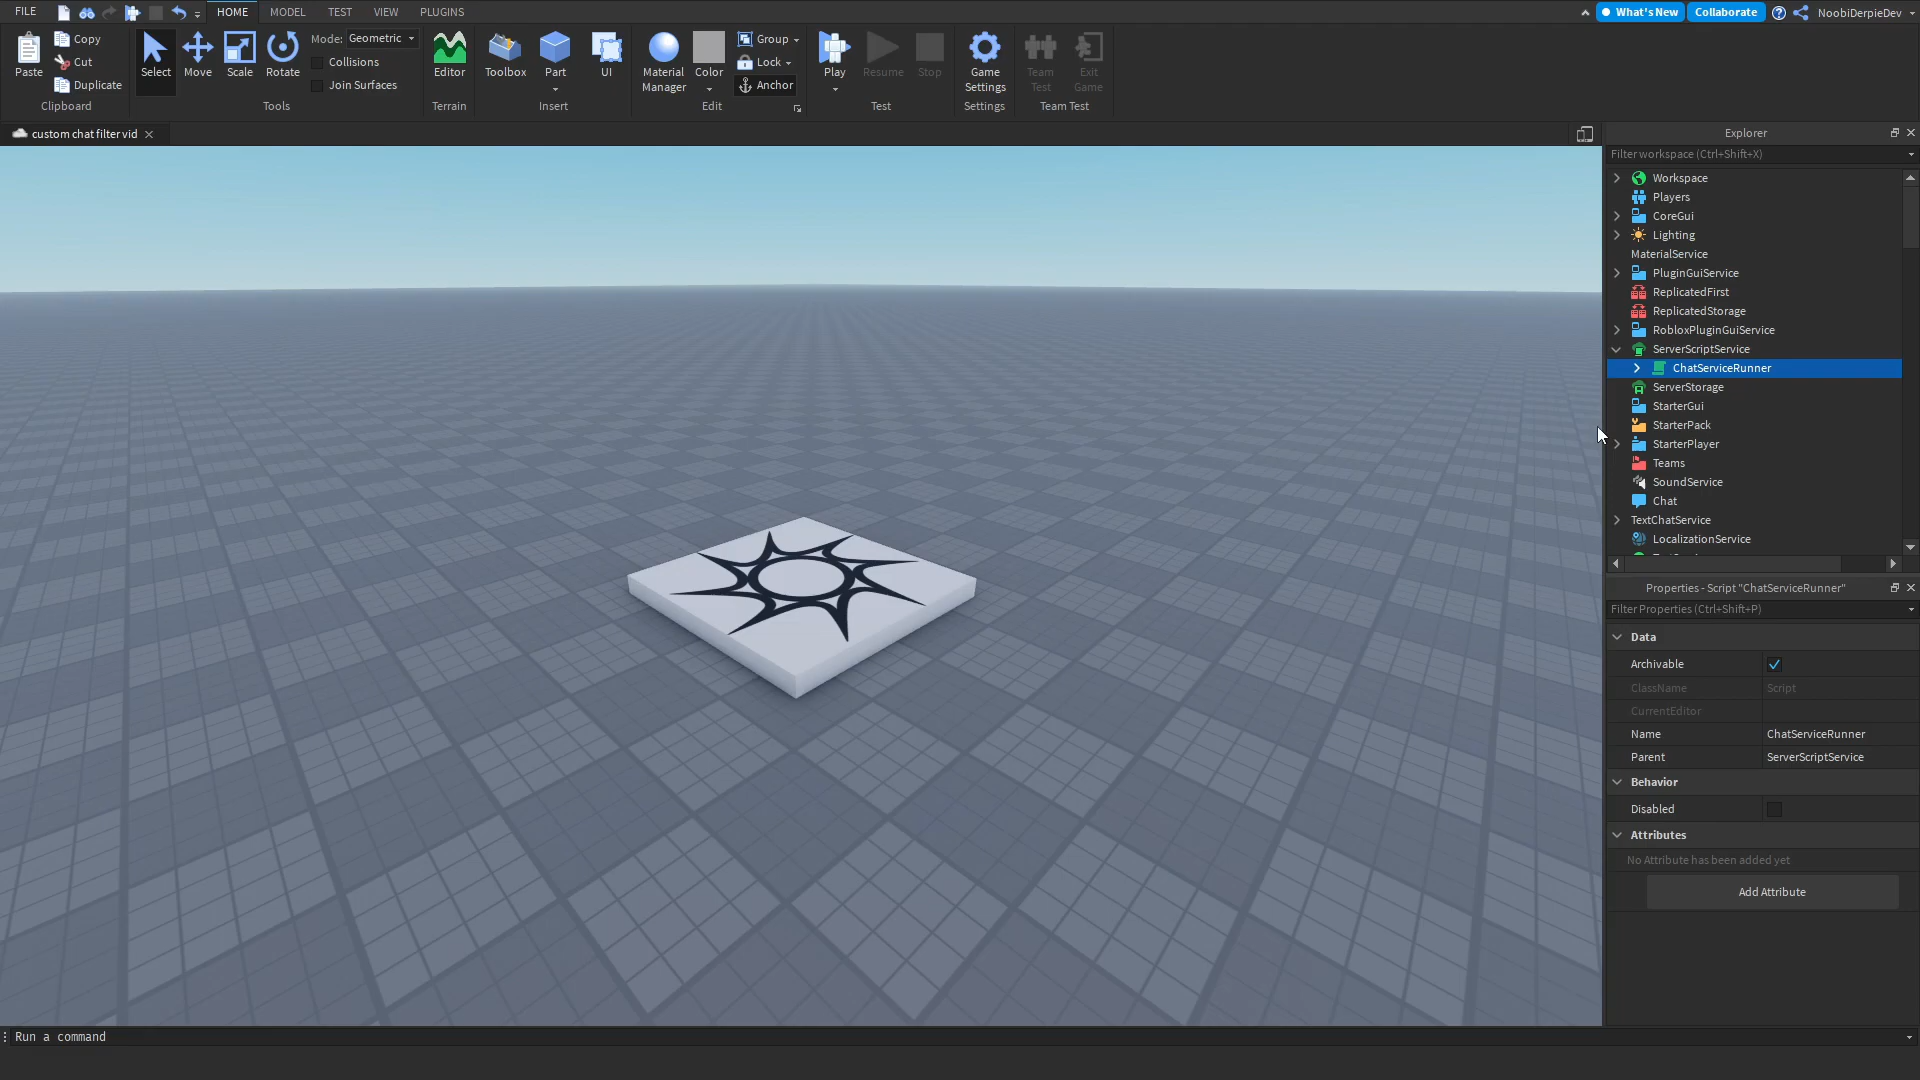 FILE
HOME
MODEL
TEST
VIEW
PLUGINS
What's New
Collaborate
NoobiDerpieDev
Paste
Copy
Cut
Duplicate
Clipboard
Select
Move
Scale
Rotate
Mode: Geometric
Collisions
Join Surfaces
Tools
Editor
Terrain
Toolbox
Part
UI
Insert
Material
Manager
Color
Group
Lock
Anchor
Edit
Play
Resume
Stop
Test
Game
Settings
Settings
Team
Test
Exit
Game
Team Test
custom chat filter vid
Explorer
Filter workspace (Ctrl+Shift+X)
Workspace
Players
CoreGui
Lighting
MaterialService
PluginGuiService
ReplicatedFirst
ReplicatedStorage
RobloxPluginGuiService
ServerScriptService
ChatServiceRunner
ServerStorage
StarterGui
StarterPack
StarterPlayer
Teams
SoundService
Chat
TextChatService
LocalizationService
Properties - Script "ChatServiceRunner"
Filter Properties (Ctrl+Shift+P)
Data
Archivable
ClassName Script
CurrentEditor
Name ChatServiceRunner
Parent ServerScriptService
Behavior
Disabled
Attributes
No Attribute has been added yet
Add Attribute
Run a command